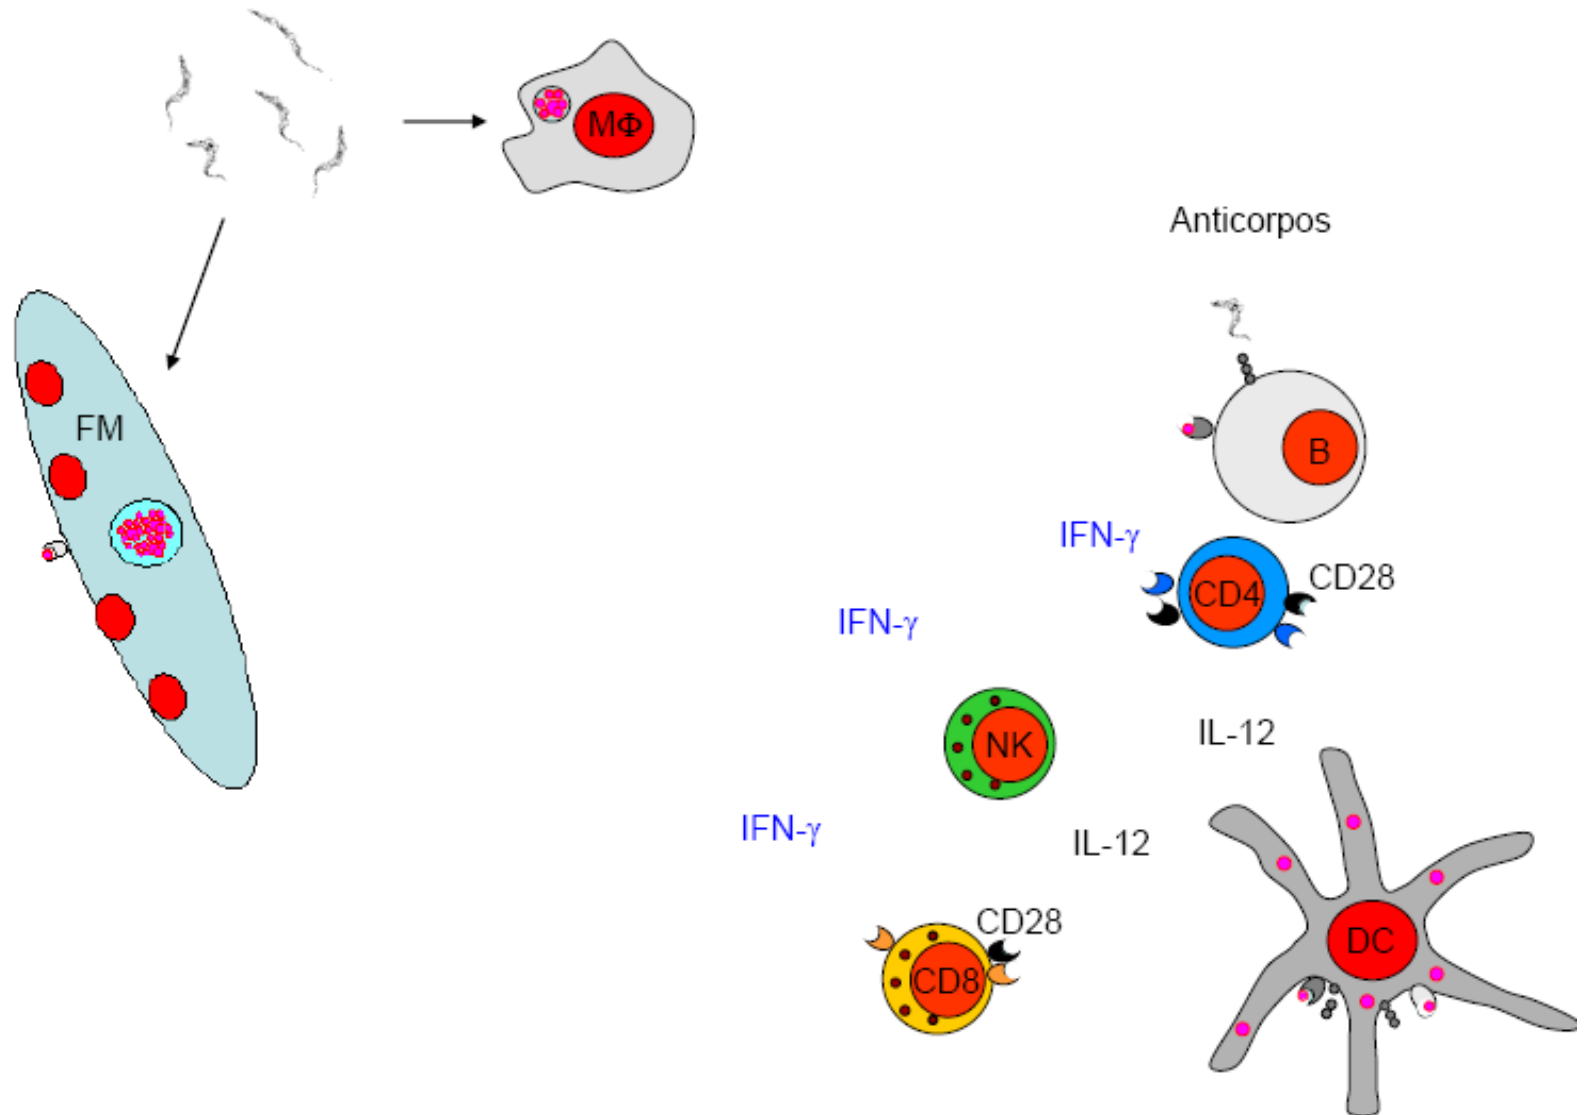 MΦ
Anticorpos
FM
B
IFN-γ
CD4
CD28
IFN-γ
NK
IL-12
IFN-γ
IL-12
CD28
CD8
DC